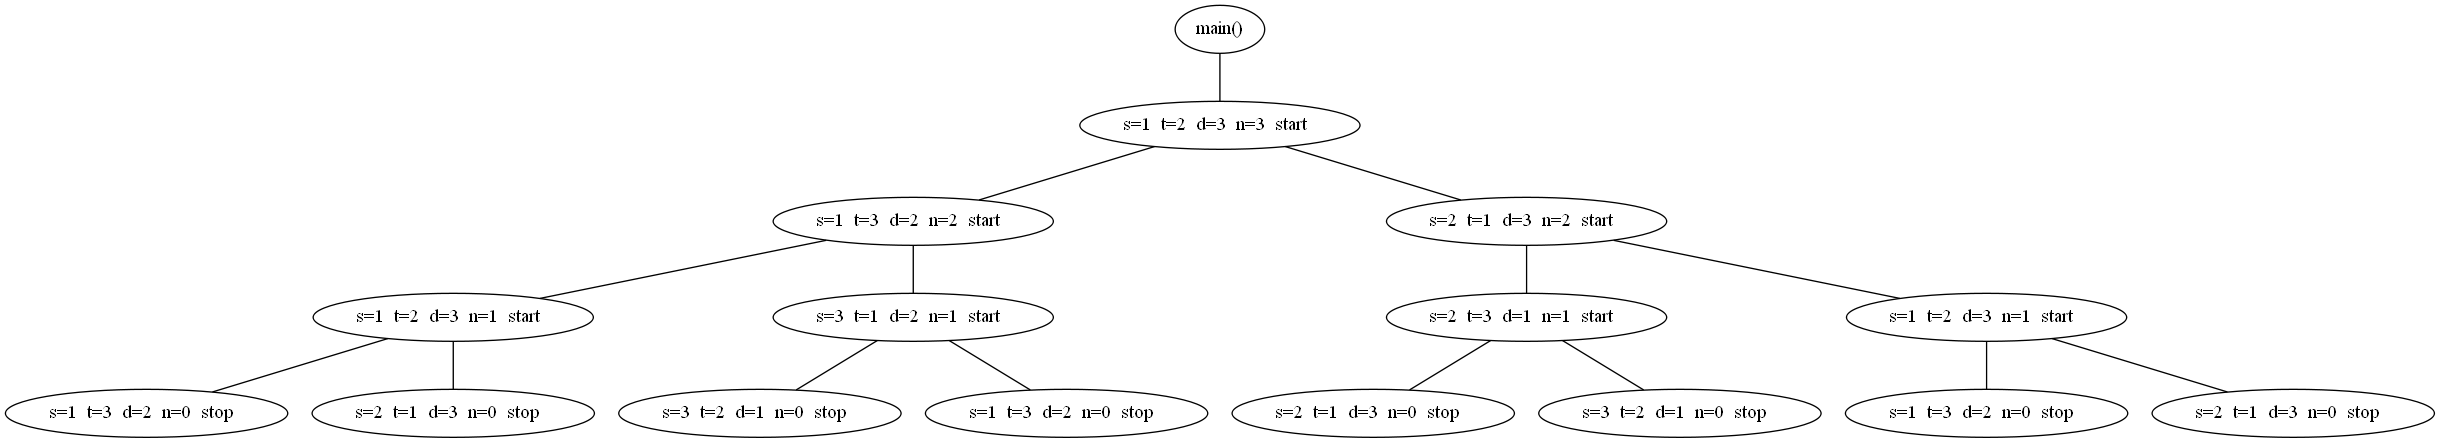 main()
s=1 t=2 d=3 n=3 start
s=1 t=3 d=2 n=2 start
s=2 t=1 d=3 n=2 start
s=1 t=2 d=3 n=1 start
s=3 t=1 d=2 n=1 start
s=2 t=3 d=1 n=1 start
s=1 t=2 d=3 n=1 start
s=1 t=3 d=2 n=0 stop
s=2 t=1 d=3 n=0 stop
s=3 t=2 d=1 n=0 stop
s=1 t=3 d=2 n=0 stop
s=2 t=1 d=3 n=0 stop
s=3 t=2 d=1 n=0 stop
s=1 t=3 d=2 n=0 stop
s=2 t=1 d=3 n=0 stop